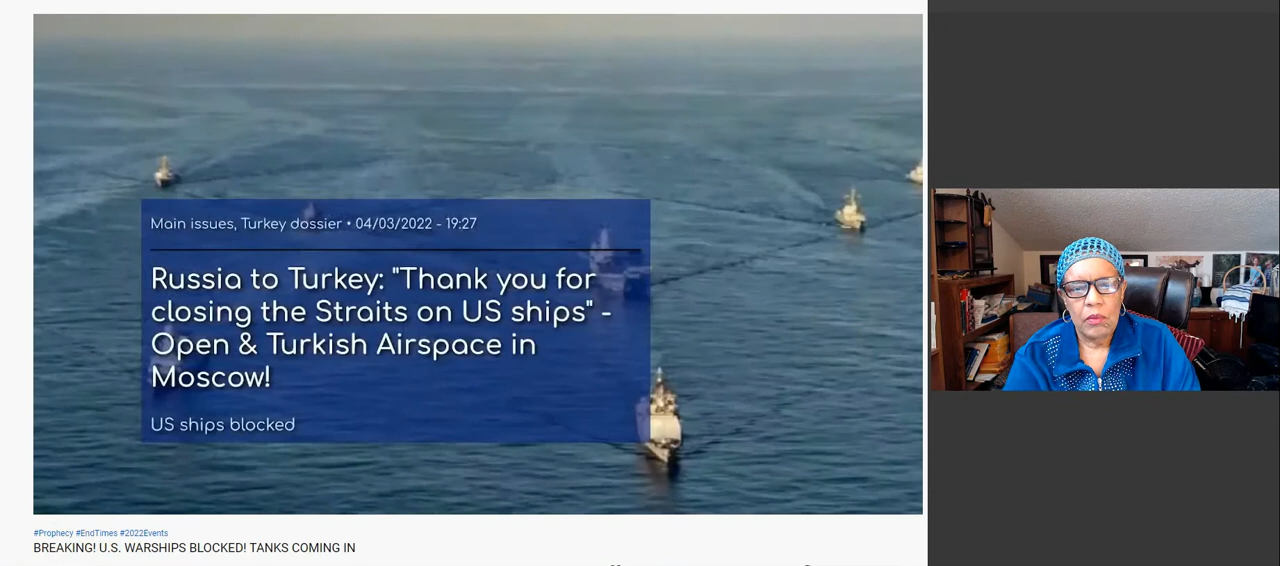 Main issues, Turkey dossier • 04/03/2022 - 19:27
Russia to Turkey: "Thank you for
closing the Straits on US ships" -
Open & Turkish Airspace in
Moscow!
US ships blocked
#Prophecy #EndTimes #2022Events
BREAKING! U.S. WARSHIPS BLOCKED! TANKS COMING IN